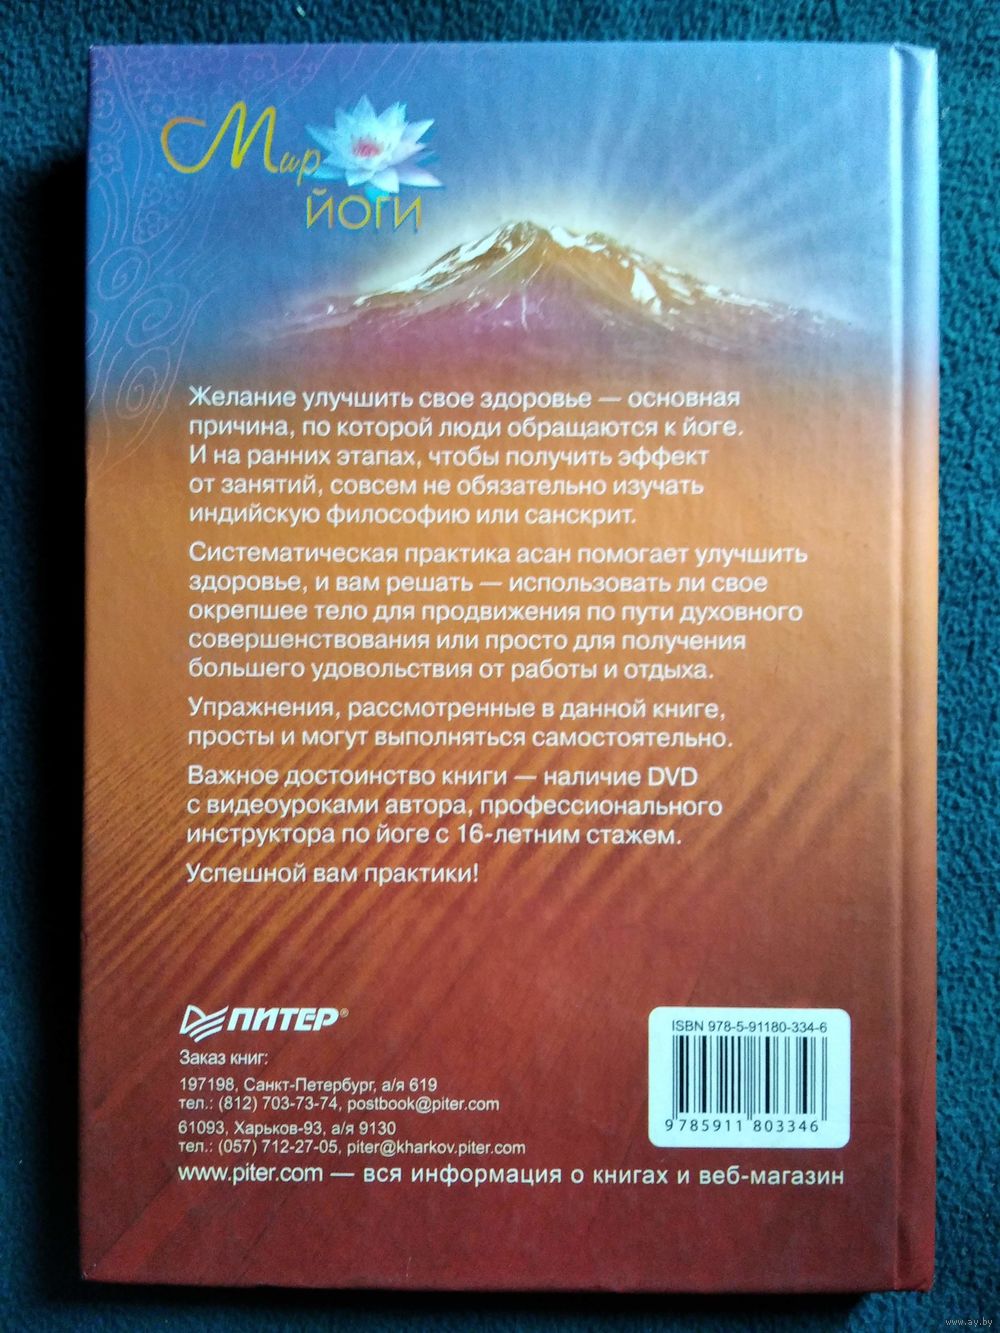 Мир
йоги
Желание улучшить свое здоровье — основная
причина, по которой люди обращаются к йоге.
И на ранних этапах, чтобы получить эффект
от занятий, совсем не обязательно изучать
индийскую философию или санскрит.
Систематическая практика асан помогает улучшить
здоровье, и вам решать — использовать ли свое
окрепшее тело для продвижения по пути духовного
совершенствования или просто для получения
большего удовольствия от работы и отдыха.
Упражнения, рассмотренные в данной книге,
просты и могут выполняться самостоятельно.
Важное достоинство книги — наличие DVD
с видеоуроками автора, профессионального
инструктора по йоге с 16-летним стажем.
Успешной вам практики!
ПИТЕР®
Заказ книг:
197198, Санкт-Петербург, а/я 619
тел.: (812) 703-73-74, postbook@piter.com
61093, Харьков-93, а/я 9130
тел.: (057) 712-27-05, piter@kharkov.piter.com
www.piter.com — вся информация о книгах и веб-магазин
ISBN 978-5-91180-334-6
9 785911 803346
www.ay.by